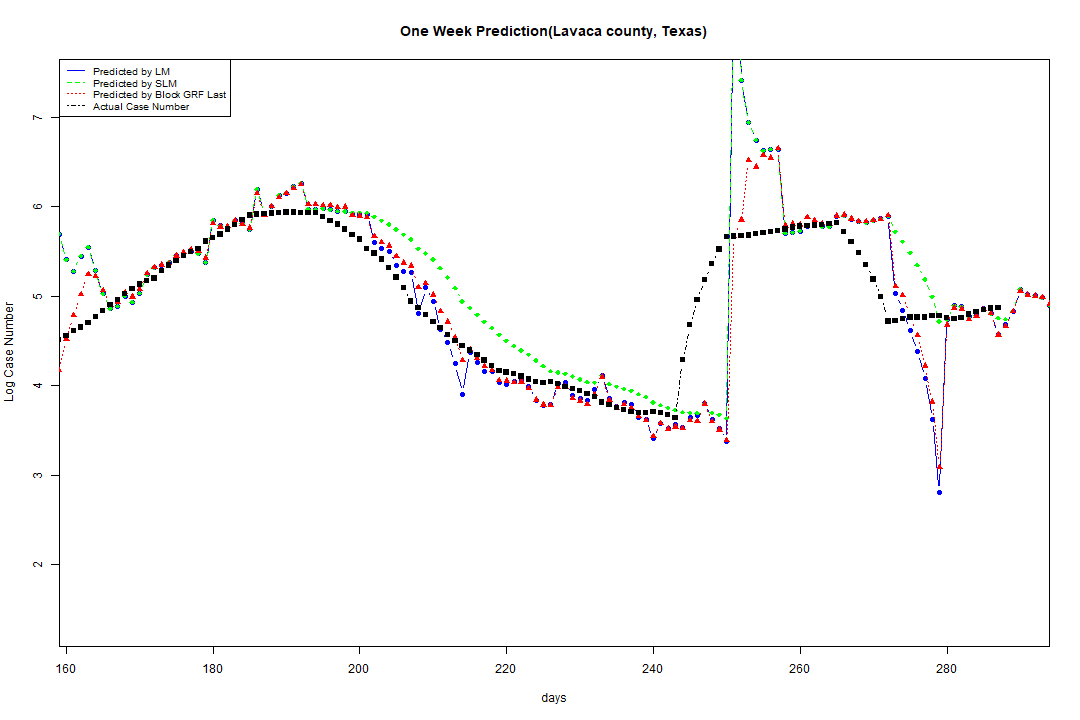 One Week Prediction(Lavaca county, Texas)
Predicted by LM
Predicted by SLM
Predicted by Block GRF Last
Actual Case Number
7
6
5
4
3
2
Log Case Number
160 180 200 220 240 260 280
days